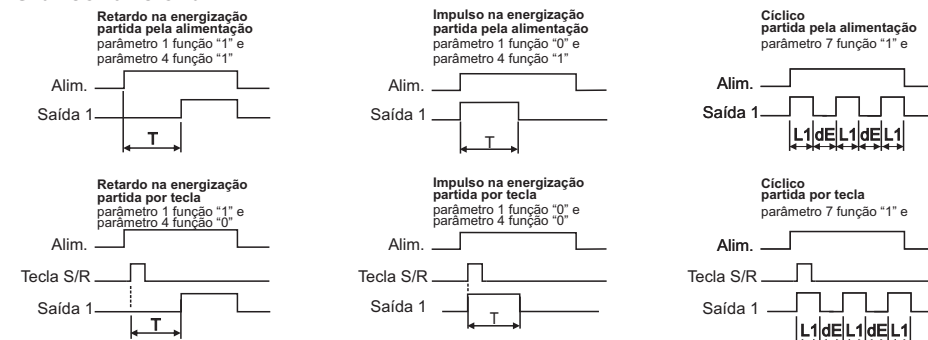 Retardo na energização
partida pela alimentação
parâmetro 1 função “1” e
parâmetro 4 função “1”
Alim.
Saída 1
T
Impulso na energização
partida pela alimentação
parâmetro 1 função “0” e
parâmetro 4 função “1”
Alim.
Saída 1
T
Cíclico
partida pela alimentação
parâmetro 7 função “1” e
Alim.
Saída 1
L1 dE L1 dE L1
Retardo na energização
partida por tecla
parâmetro 1 função “1” e
parâmetro 4 função “0”
Alim.
Tecla S/R
Saída 1
T
Impulso na energização
partida por tecla
parâmetro 1 função “0” e
parâmetro 4 função “0”
Alim.
Tecla S/R
Saída 1
T
Cíclico
partida por tecla
parâmetro 7 função “1” e
Alim.
Tecla S/R
Saída 1
L1 dE L1 dE L1